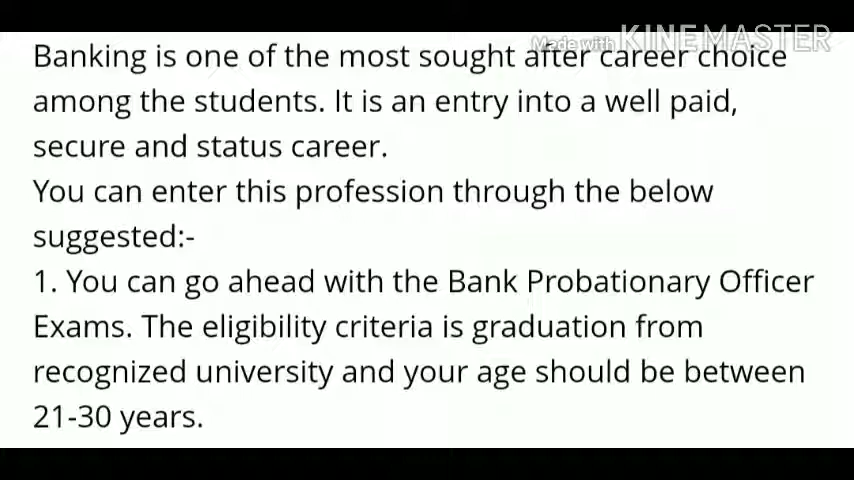 Made with KINEMASTER
Banking is one of the most sought after career choice
among the students. It is an entry into a well paid,
secure and status career.
You can enter this profession through the below
suggested:-
1. You can go ahead with the Bank Probationary Officer
Exams. The eligibility criteria is graduation from
recognized university and your age should be between
21-30 years.